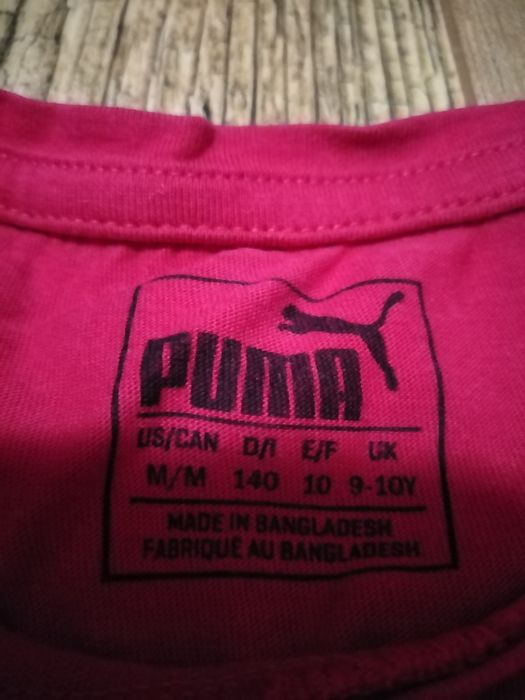 PUMA
US/CAN D/I E/F UK
M/M 140 10 9-10Y
MADE IN BANGLADESH
FABRIQUÉ AU BANGLADESH